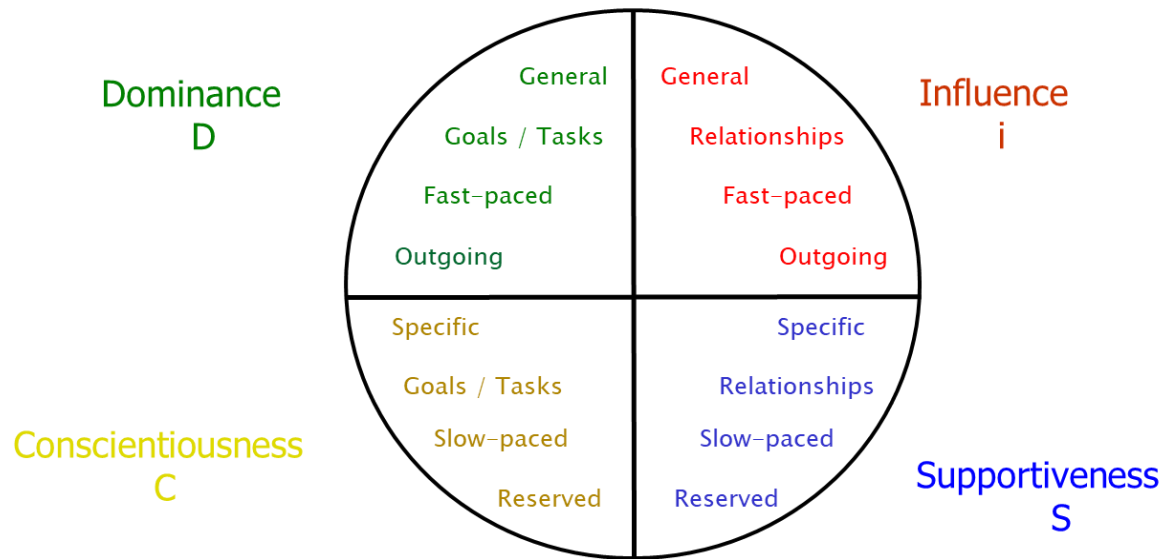 Dominance
D
General
Goals / Tasks
Fast-paced
Outgoing
General
Relationships
Fast-paced
Outgoing
Influence
i
Conscientiousness
C
Specific
Goals / Tasks
Slow-paced
Reserved
Specific
Relationships
Slow-paced
Reserved
Supportiveness
S